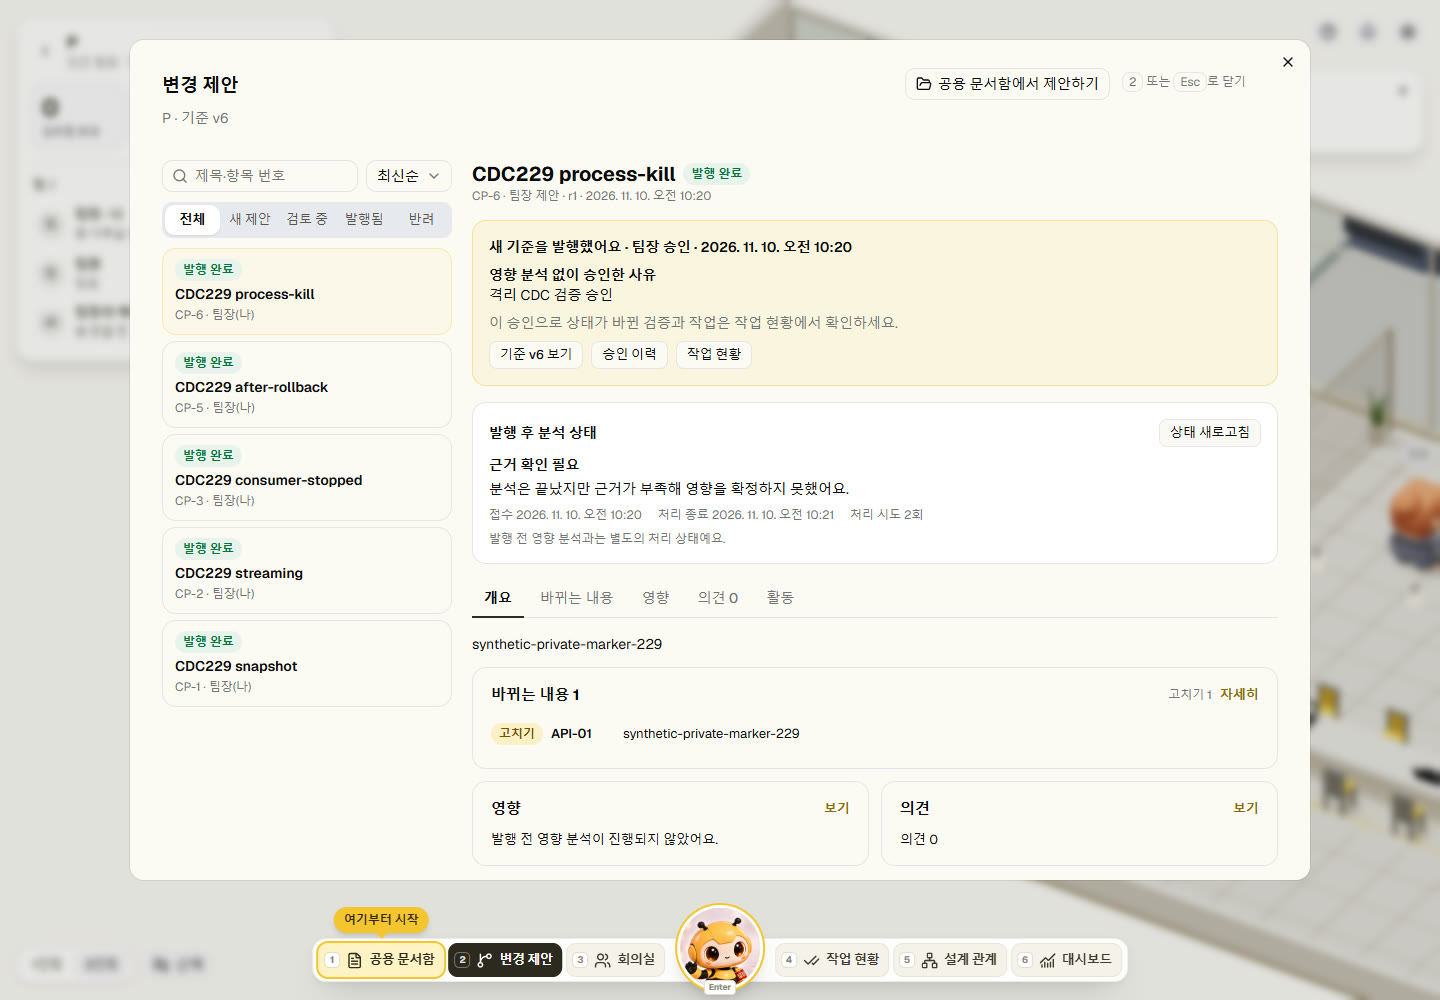 변경 제안
P · 기준 v6
공용 문서함에서 제안하기
2 또는 Esc 로 닫기
제목·항목 번호
최신순
전체 새 제안 검토 중 발행됨 반려
발행 완료
CDC229 process-kill
CP-6 · 팀장(나)
발행 완료
CDC229 after-rollback
CP-5 · 팀장(나)
발행 완료
CDC229 consumer-stopped
CP-3 · 팀장(나)
발행 완료
CDC229 streaming
CP-2 · 팀장(나)
발행 완료
CDC229 snapshot
CP-1 · 팀장(나)
CDC229 process-kill 발행 완료
CP-6 · 팀장 제안 · r1 · 2026. 11. 10. 오전 10:20
새 기준을 발행했어요 · 팀장 승인 · 2026. 11. 10. 오전 10:20
영향 분석 없이 승인한 사유
격리 CDC 검증 승인
이 승인으로 상태가 바뀐 검증과 작업은 작업 현황에서 확인하세요.
기준 v6 보기 승인 이력 작업 현황
발행 후 분석 상태
상태 새로고침
근거 확인 필요
분석은 끝났지만 근거가 부족해 영향을 확정하지 못했어요.
접수 2026. 11. 10. 오전 10:20 처리 종료 2026. 11. 10. 오전 10:21 처리 시도 2회
발행 전 영향 분석과는 별도의 처리 상태예요.
개요 바뀌는 내용 영향 의견 0 활동
synthetic-private-marker-229
바뀌는 내용 1
고치기 1 자세히
고치기 API-01 synthetic-private-marker-229
영향 보기
발행 전 영향 분석이 진행되지 않았어요.
의견 보기
의견 0
여기부터 시작
1 공용 문서함
2 변경 제안
3 회의실
Enter
4 작업 현황
5 설계 관계
6 대시보드